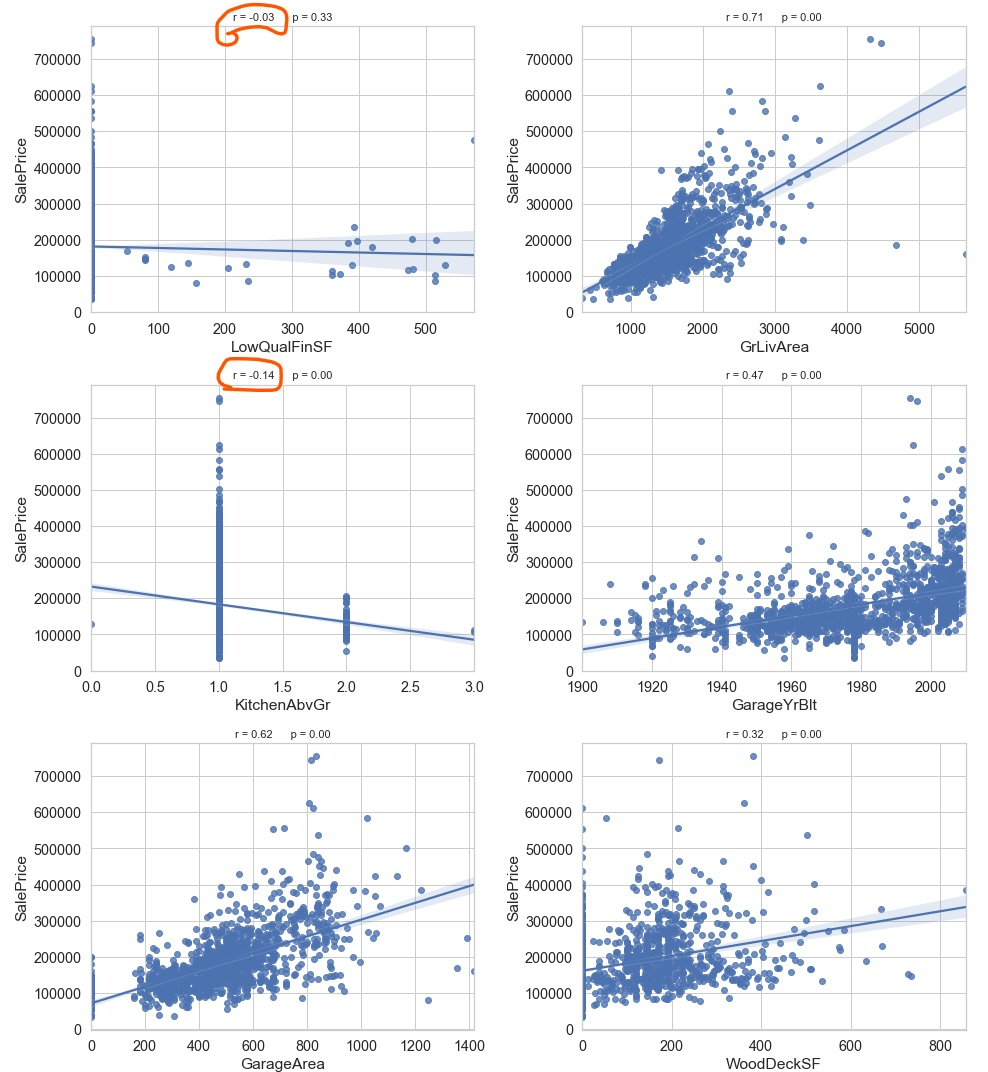 r = -0.03 p = 0.33
r = 0.71 p = 0.00
SalePrice
700000
600000
500000
400000
300000
200000
100000
0
0 100 200 300 400 500
LowQualFinSF
SalePrice
700000
600000
500000
400000
300000
200000
100000
0
1000 2000 3000 4000 5000
GrLivArea
r = -0.14 p = 0.00
r = 0.47 p = 0.00
SalePrice
700000
600000
500000
400000
300000
200000
100000
0
0.0 0.5 1.0 1.5 2.0 2.5 3.0
KitchenAbvGr
SalePrice
700000
600000
500000
400000
300000
200000
100000
0
1900 1920 1940 1960 1980 2000
GarageYrBlt
r = 0.62 p = 0.00
r = 0.32 p = 0.00
SalePrice
700000
600000
500000
400000
300000
200000
100000
0
0 200 400 600 800 1000 1200 1400
GarageArea
SalePrice
700000
600000
500000
400000
300000
200000
100000
0
0 200 400 600 800
WoodDeckSF